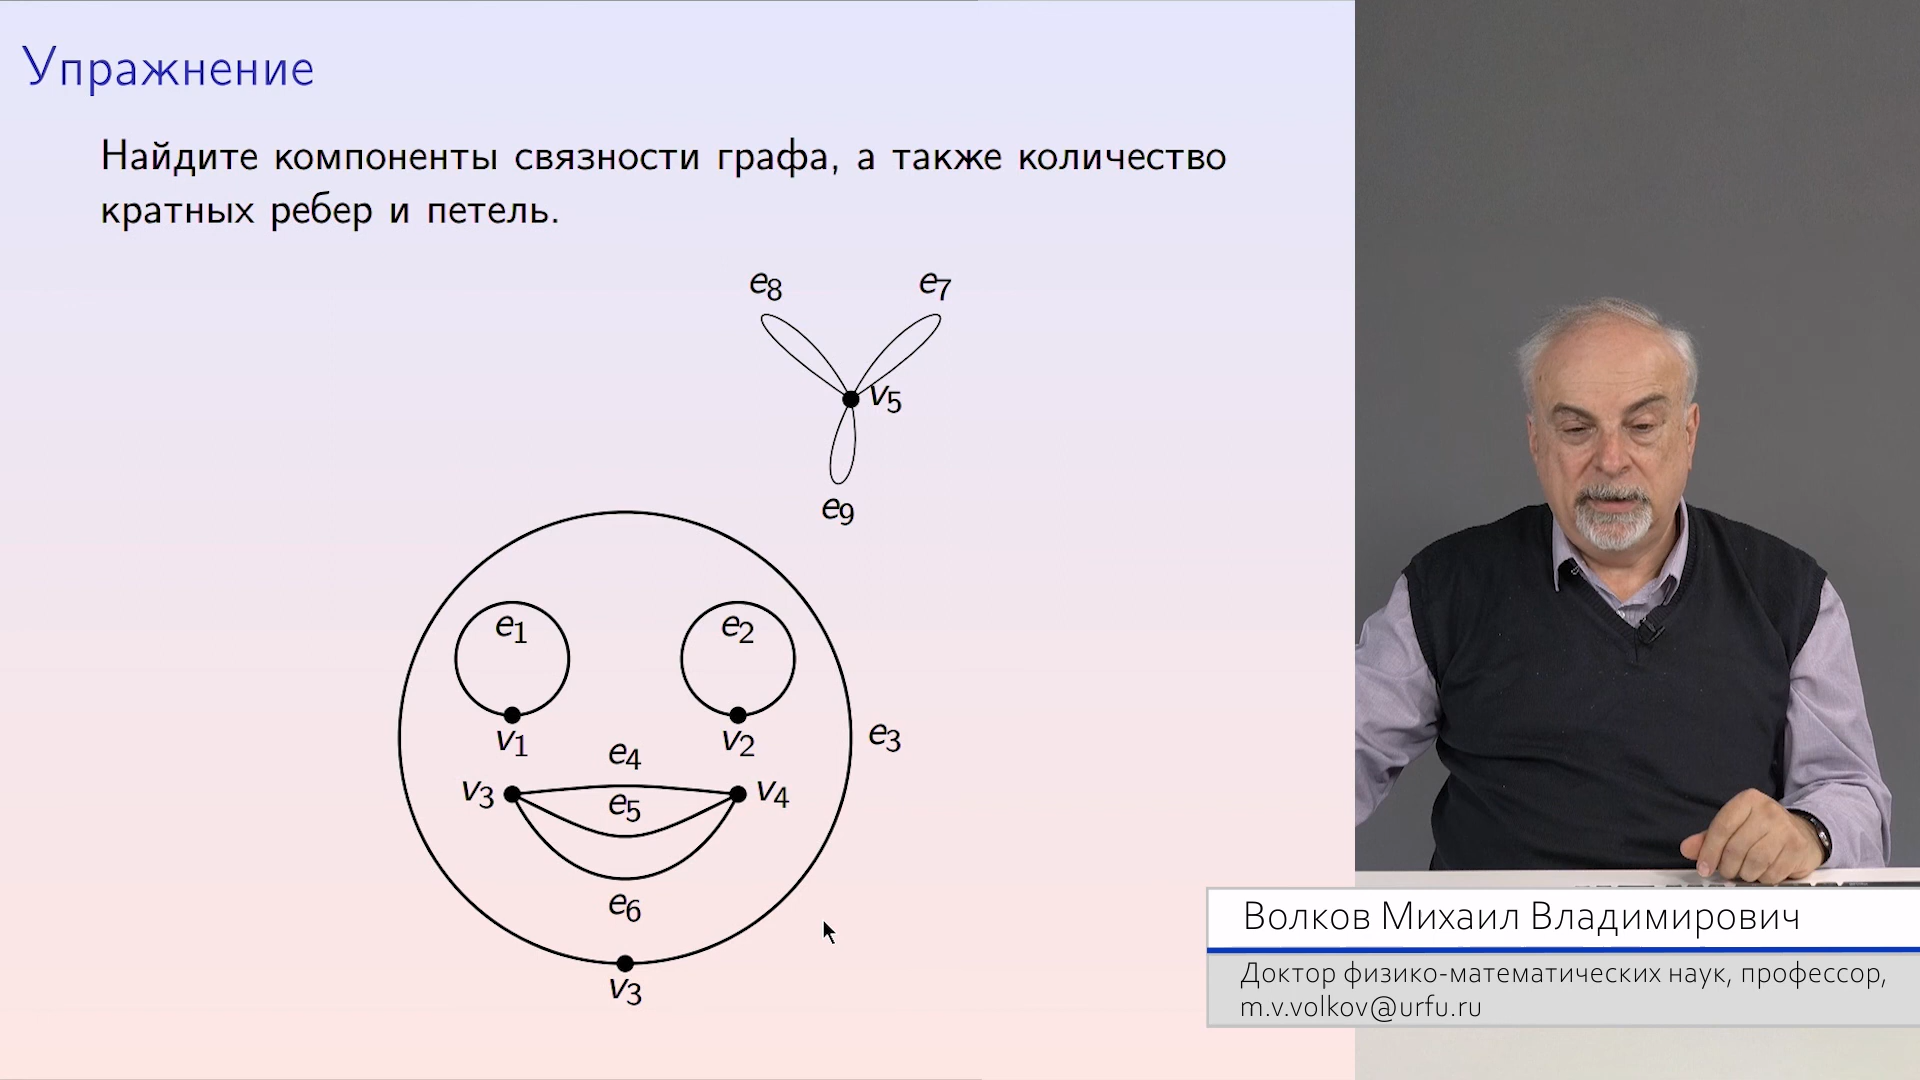 Упражнение
Найдите компоненты связности графа, а также количество
кратных ребер и петель.
e8
e7
v5
e9
e1
e2
v1
v2
e3
e4
v3
v4
e5
e6
v3
Волков Михаил Владимирович
Доктор физико-математических наук, профессор,
m.v.volkov@urfu.ru